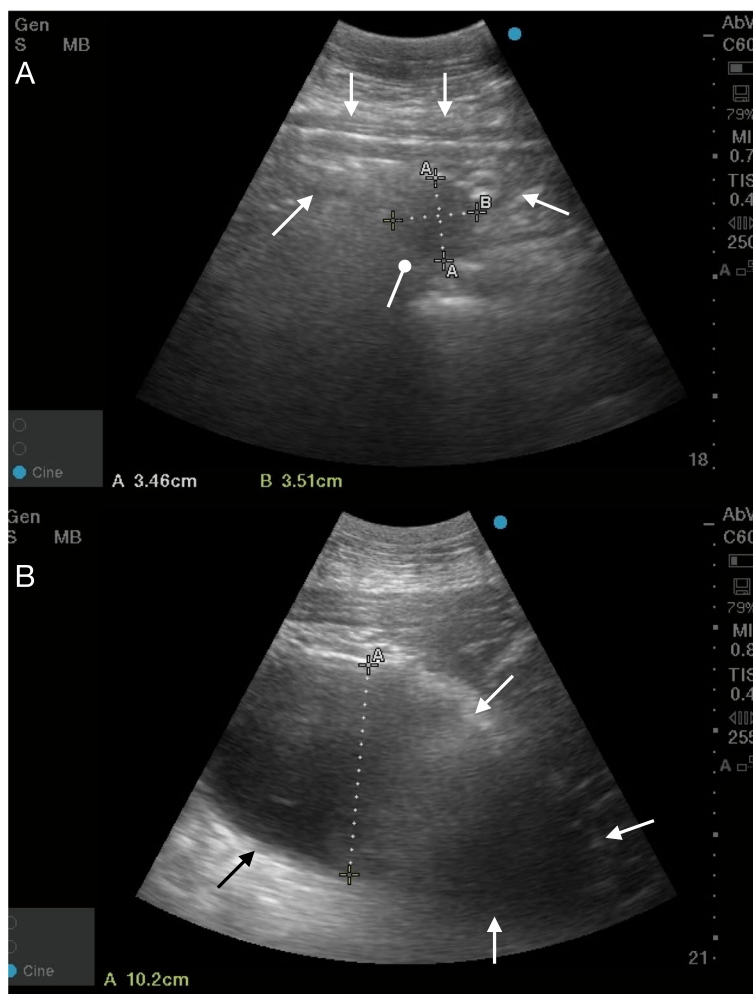 Gen
S MB
A
AbV
C60
79%
MI
0.7
TIS
0.4
250
A
A
B
A
Cine
18
A 3.46cm B 3.51cm
Gen
S MB
B
AbV
C60
79%
MI
0.8
TIS
0.4
255
A
A
Cine
21
A 10.2cm